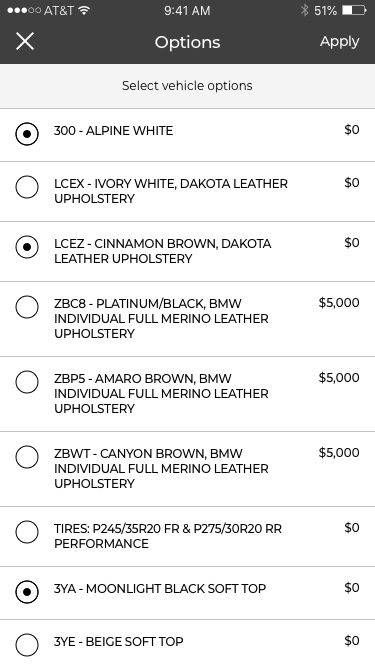 AT&T
9:41 AM
51%
Options
Apply
Select vehicle options
300 - ALPINE WHITE
$0
LCEX - IVORY WHITE, DAKOTA LEATHER
$0
UPHOLSTERY
LCEZ - CINNAMON BROWN, DAKOTA
$0
LEATHER UPHOLSTERY
ZBC8 - PLATINUM/BLACK, BMW
$5,000
INDIVIDUAL FULL MERINO LEATHER
UPHOLSTERY
ZBP5 - AMARO BROWN, BMW
$5,000
INDIVIDUAL FULL MERINO LEATHER
UPHOLSTERY
ZBWT - CANYON BROWN, BMW
$5,000
INDIVIDUAL FULL MERINO LEATHER
UPHOLSTERY
TIRES: P245/35R20 FR & P275/30R20 RR
$0
PERFORMANCE
3YA - MOONLIGHT BLACK SOFT TOP
$0
3YE - BEIGE SOFT TOP
$0